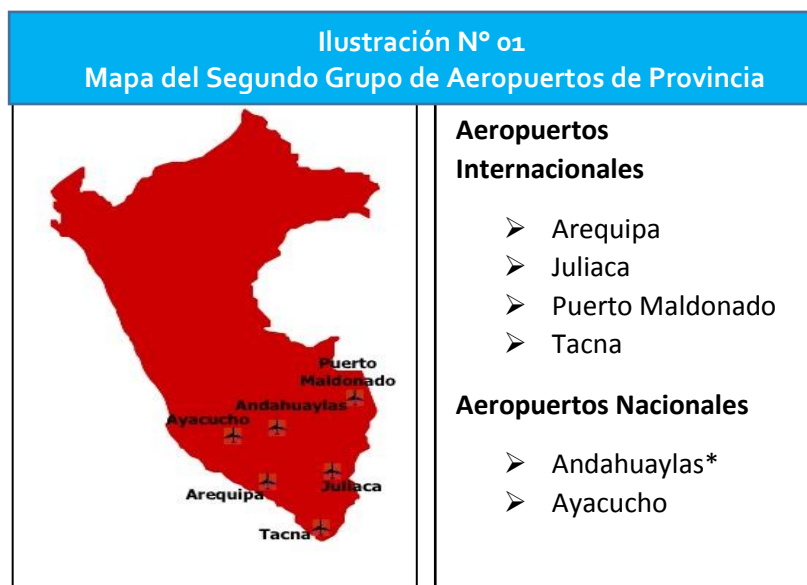 Ilustración N° 01
Mapa del Segundo Grupo de Aeropuertos de Provincia
Puerto
Maldonado
Andahuaylas
Ayacucho
Arequipa
Juliaca
Tacna
Aeropuertos
Internacionales
➢ Arequipa
➢ Juliaca
➢ Puerto Maldonado
➢ Tacna
Aeropuertos Nacionales
➢ Andahuaylas*
➢ Ayacucho